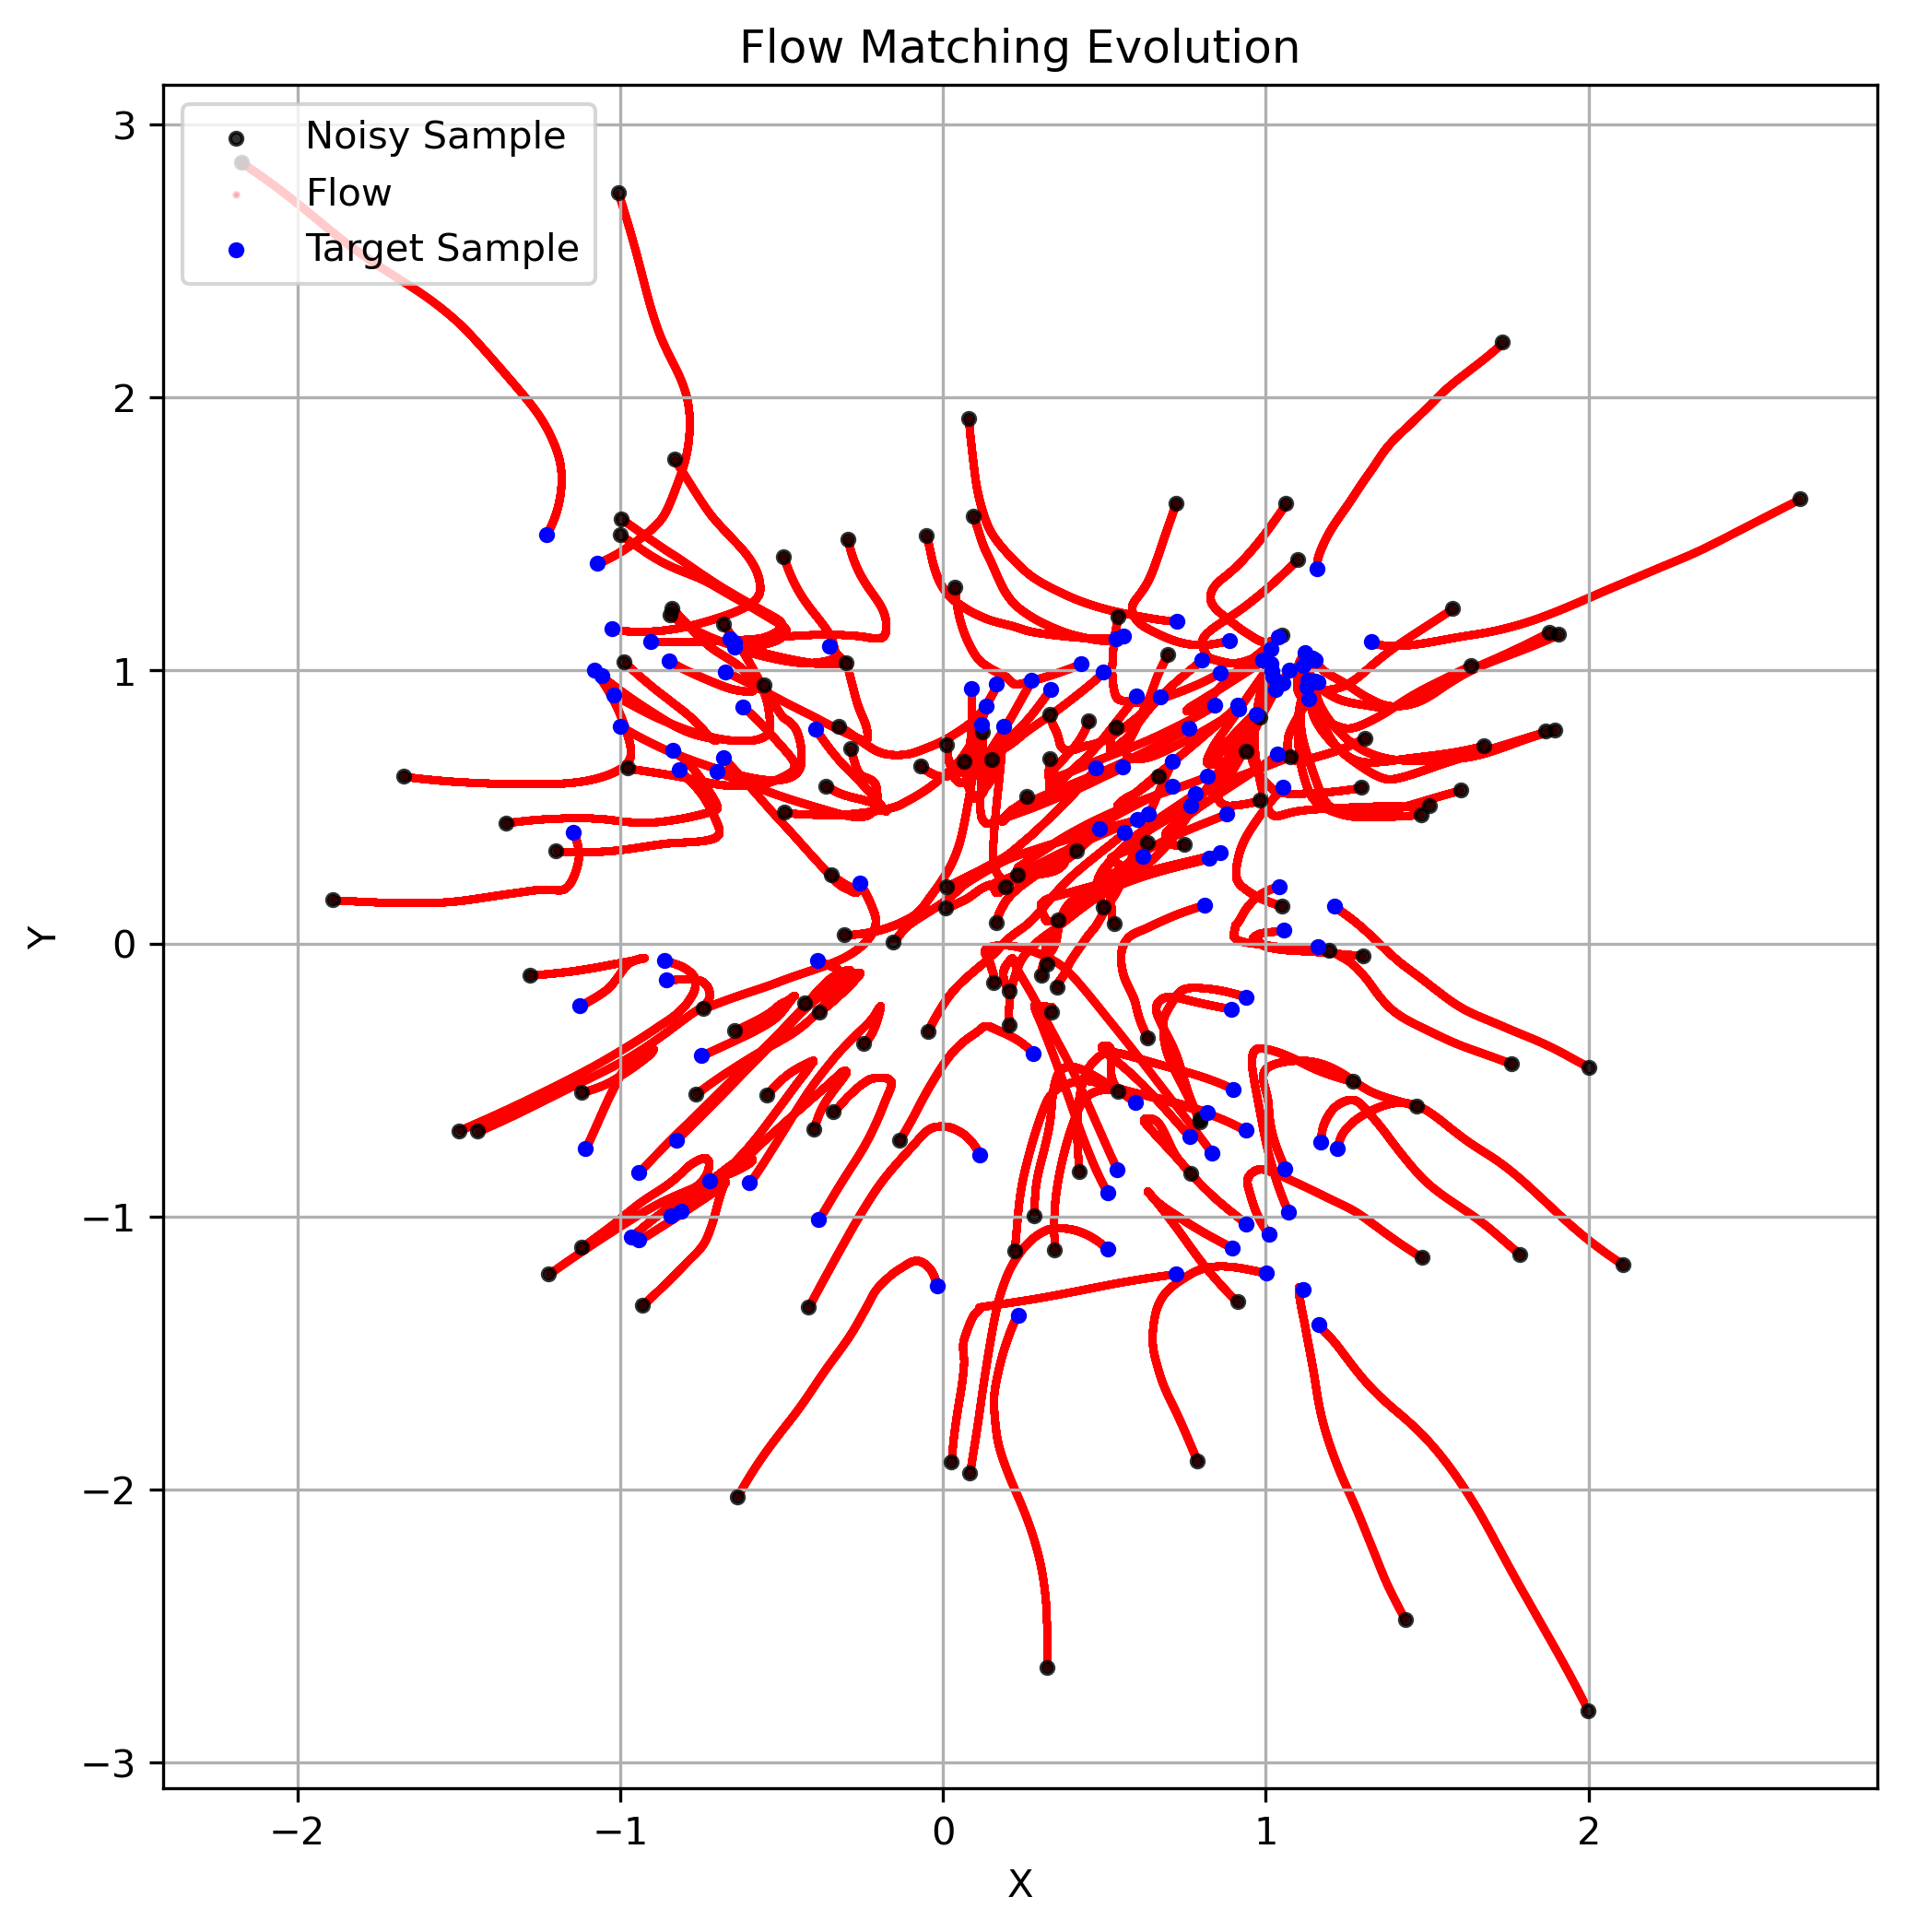 Flow Matching Evolution
Noisy Sample
Flow
Target Sample
3
2
1
0
−1
−2
−3
Y
−2
−1
0
1
2
X